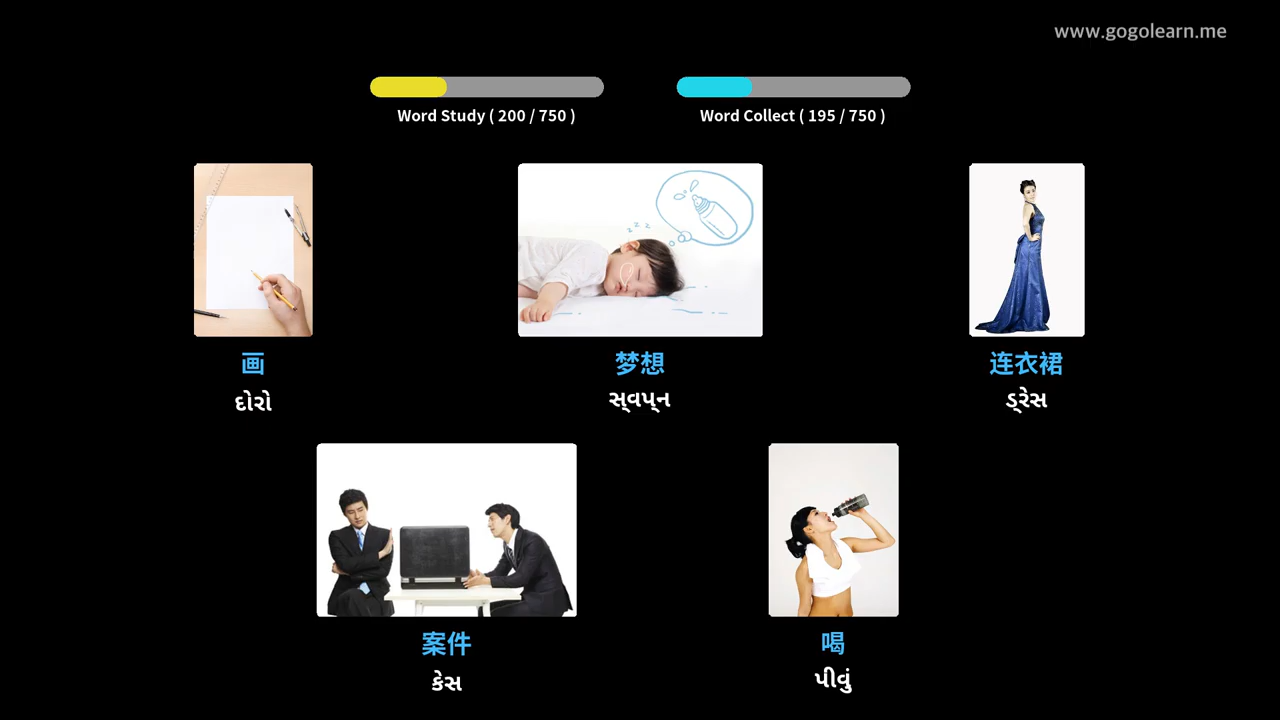 www.gogolearn.me
Word Study ( 200 / 750 )
Word Collect ( 195 / 750 )
画
દોરો
梦想
સ્વપ્ન
连衣裙
ડ્રેસ
案件
કેસ
喝
પીવું